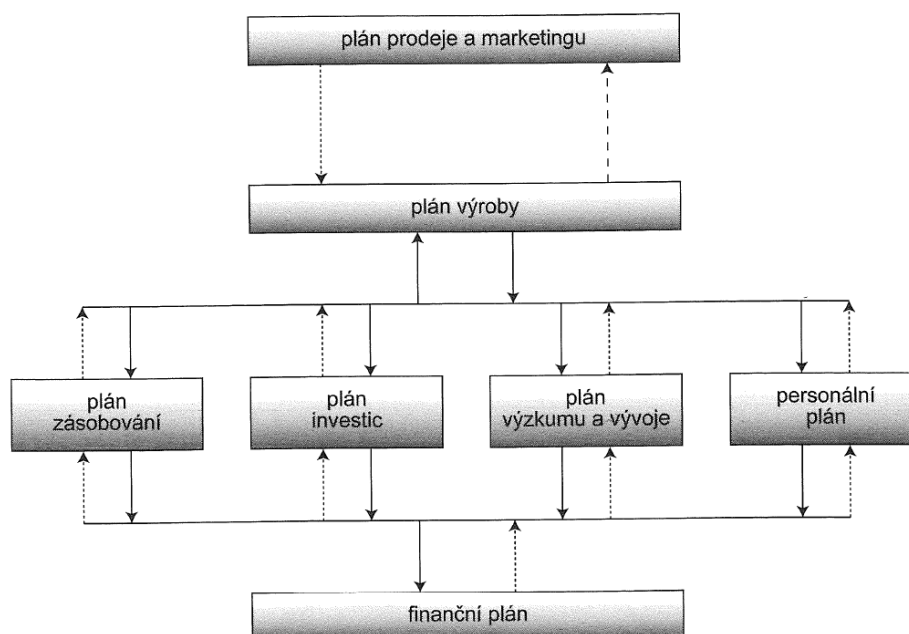 plán prodeje a marketingu
plán výroby
plán
zásobování
plán
investic
plán
výzkumu a vývoje
personální
plán
finanční plán